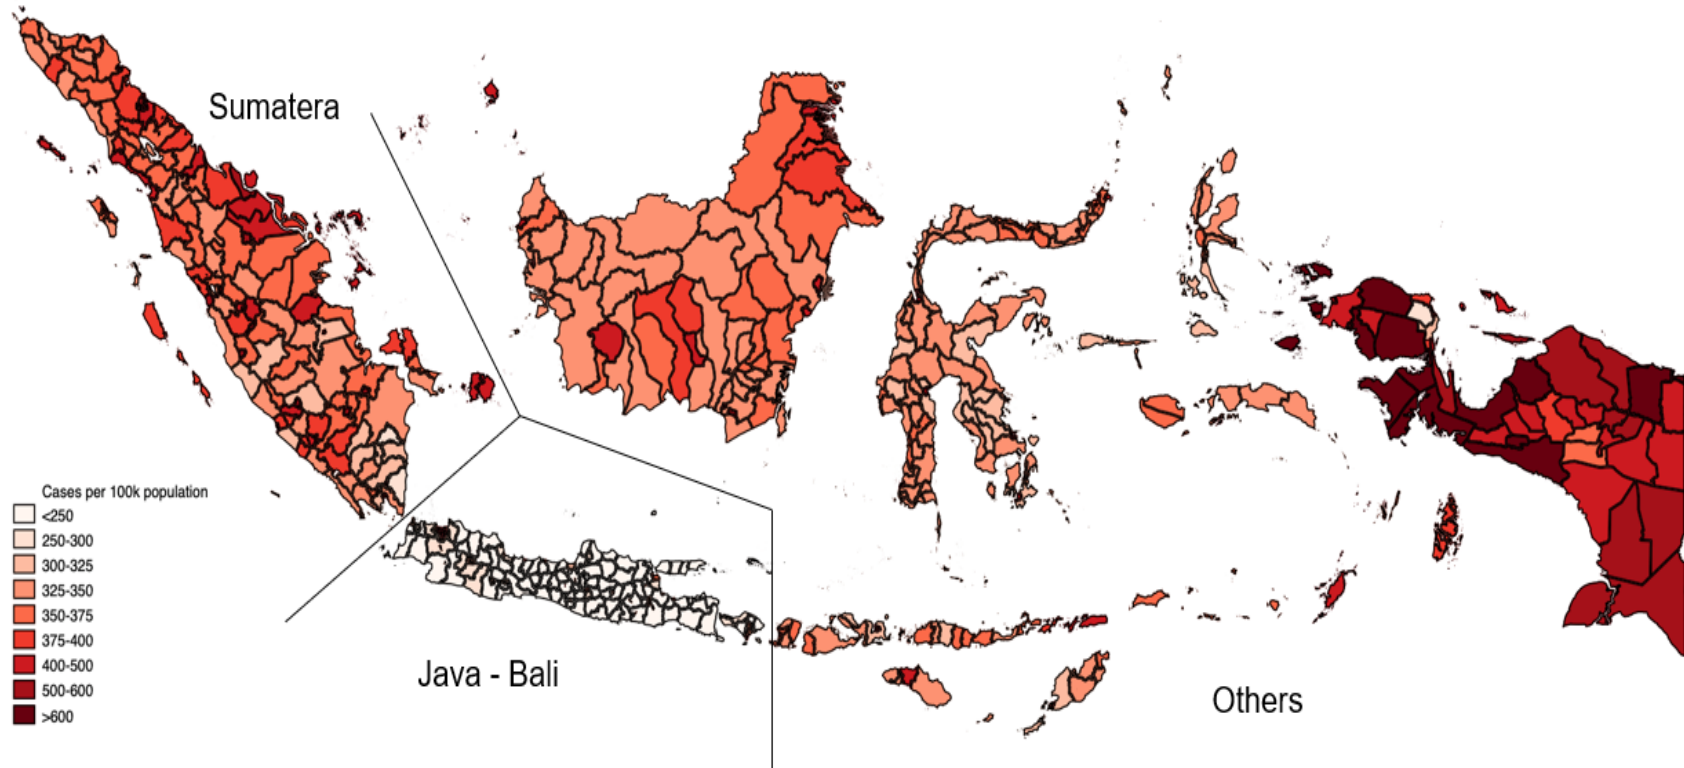 Sumatera
Cases per 100k population
<250
250-300
300-325
325-350
350-375
375-400
400-500
500-600
>600
Java - Bali
Others